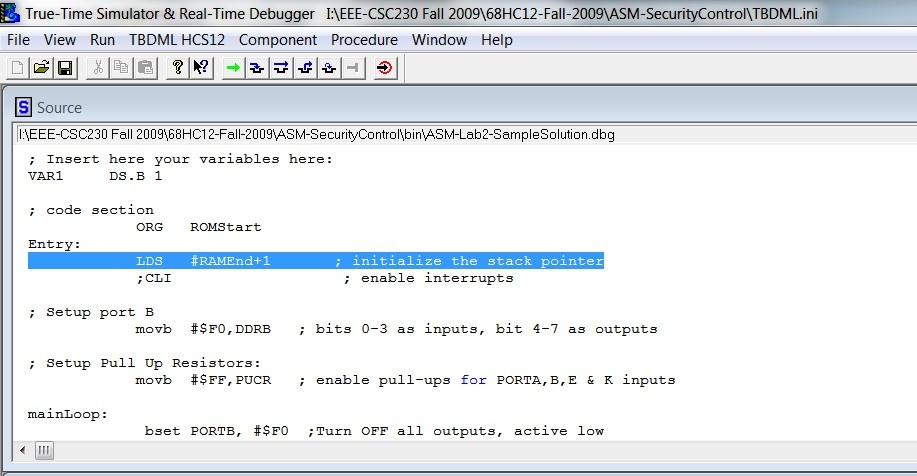 True-Time Simulator & Real-Time Debugger I:\EEE-CSC230 Fall 2009\68HC12-Fall-2009\ASM-SecurityControl\TBDML.ini
File View Run TBDML HCS12 Component Procedure Window Help
S Source
I:\EEE-CSC230 Fall 2009\68HC12-Fall-2009\ASM-SecurityControl\bin\ASM-Lab2-SampleSolution.dbg
; Insert here your variables here:
VAR1 DS.B 1
; code section
ORG ROMStart
Entry:
LDS #RAMEnd+1 ; initialize the stack pointer
;CLI ; enable interrupts
; Setup port B
movb #$F0,DDRB ; bits 0-3 as inputs, bit 4-7 as outputs
; Setup Pull Up Resistors:
movb #$FF,PUCR ; enable pull-ups for PORTA,B,E & K inputs
mainLoop:
bset PORTB, #$F0 ;Turn OFF all outputs, active low